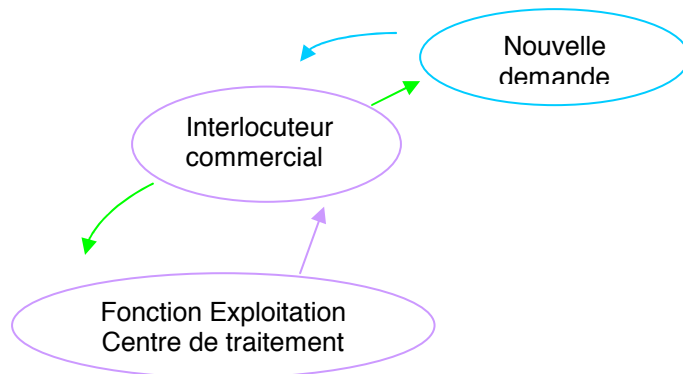 Nouvelle
demande
Interlocuteur
commercial
Fonction Exploitation
Centre de traitement